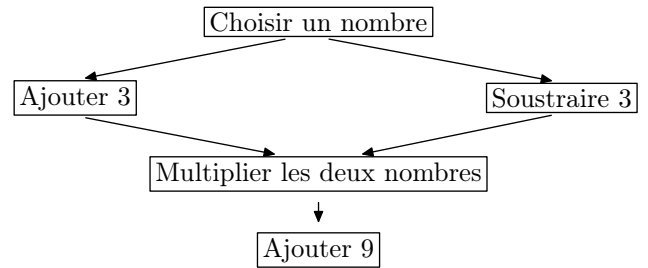 Choisir un nombre
Ajouter 3
Soustraire 3
Multiplier les deux nombres
Ajouter 9